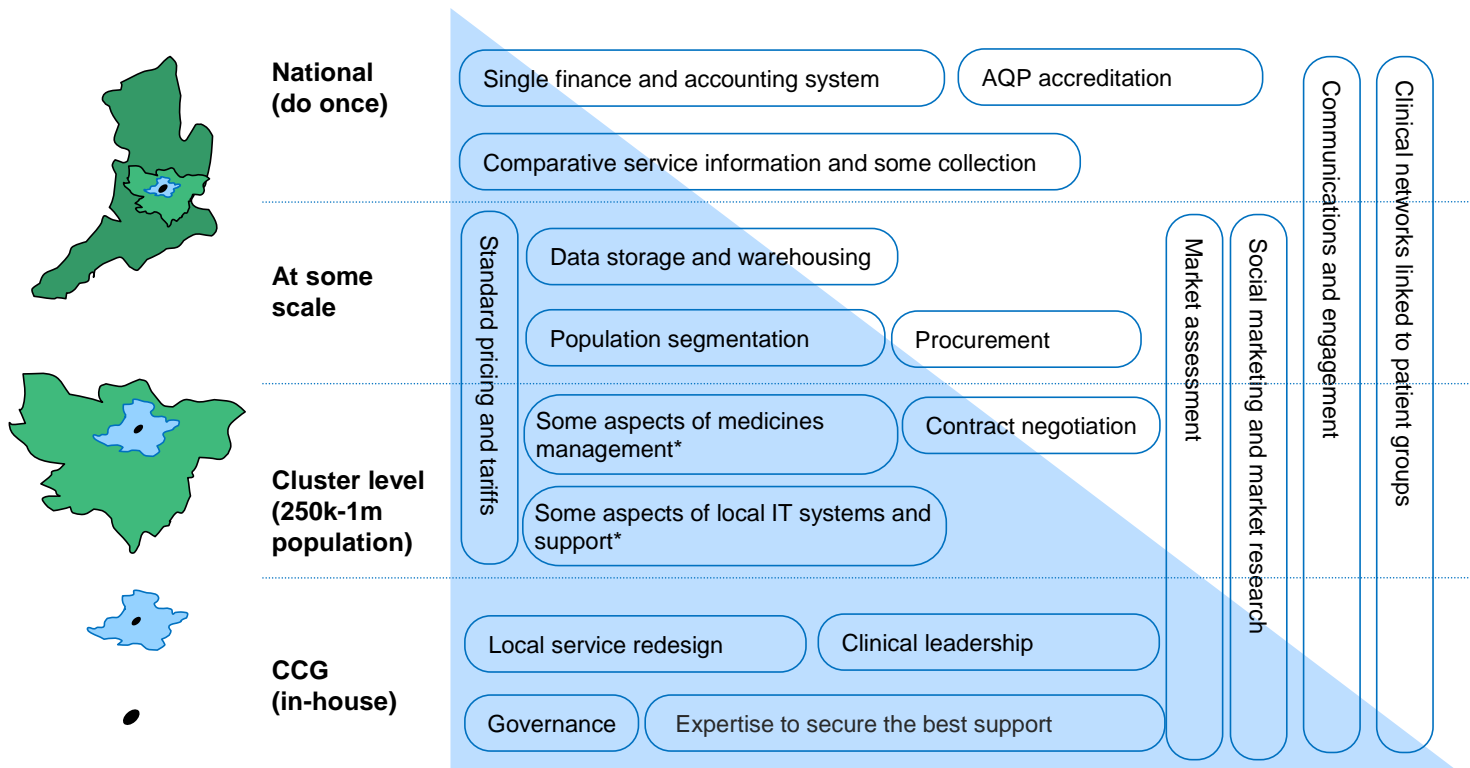 National
(do once)
Single finance and accounting system
AQP accreditation
Comparative service information and some collection
Communications and engagement
Clinical networks linked to patient groups
At some
scale
Standard pricing and tariffs
Data storage and warehousing
Population segmentation
Procurement
Market assessment
Social marketing and market research
Cluster level
(250k-1m
population)
Some aspects of medicines
management*
Contract negotiation
Some aspects of local IT systems and
support*
CCG
(in-house)
Local service redesign
Clinical leadership
Governance
Expertise to secure the best support